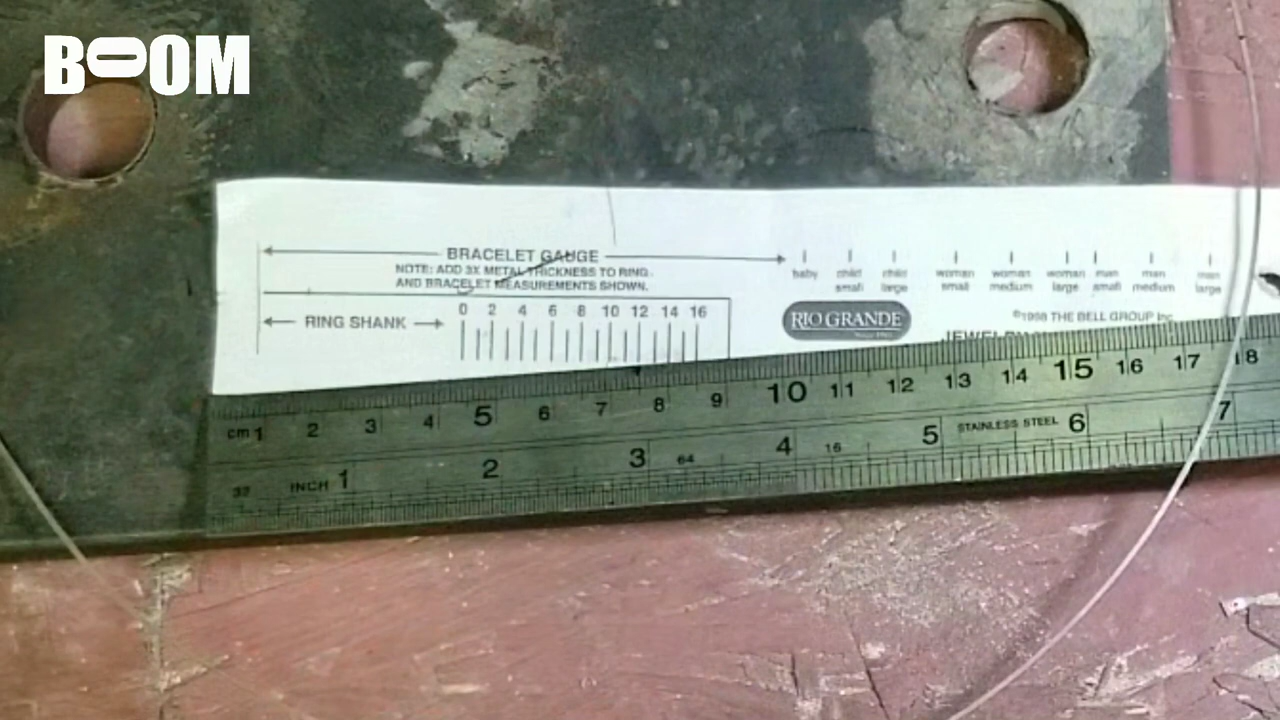 BOOM
BRACELET GAUGE
NOTE: ADD 3X METAL THICKNESS TO RING
AND BRACELET MEASUREMENTS SHOWN.
baby child small child large woman small woman medium woman large man small man medium man large
0 2 4 6 8 10 12 14 16
RING SHANK
RIO GRANDE
©1998 THE BELL GROUP Inc.
cm 1 2 3 4 5 6 7 8 9 10 11 12 13 14 15 16 17 18
32 INCH 1 2 3 64 4 16 5 STAINLESS STEEL 6 7